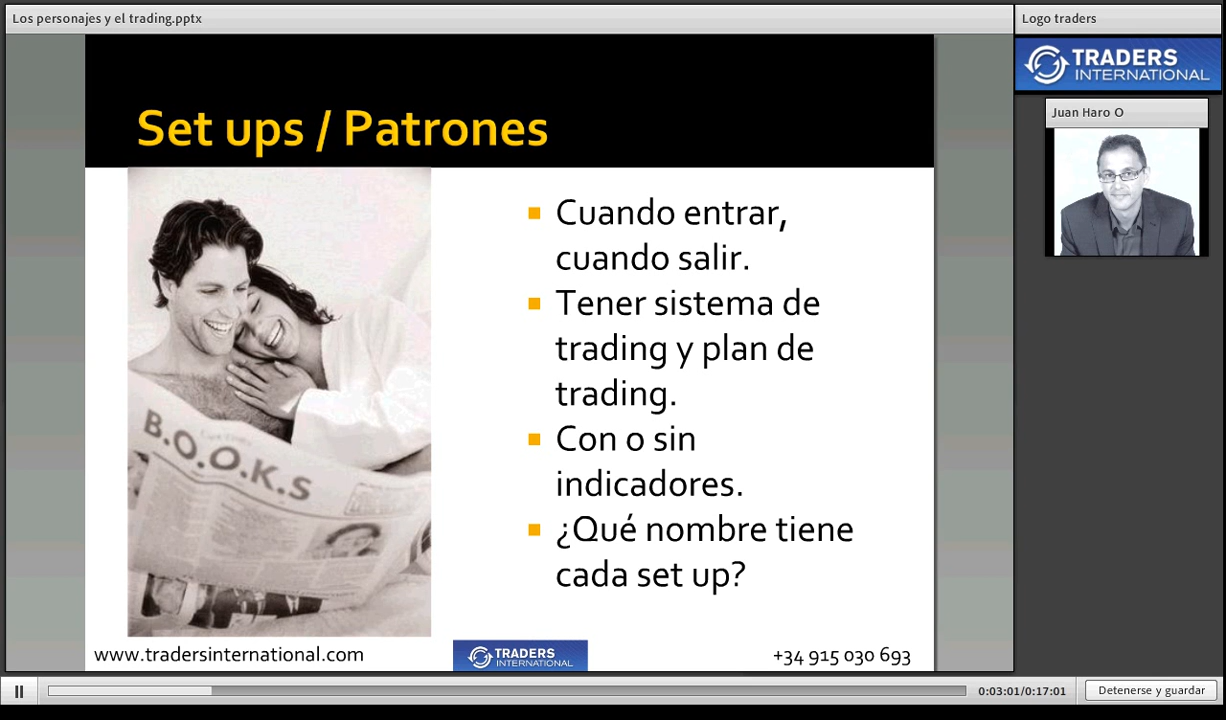 Los personajes y el trading.pptx
Logo traders
TRADERS
INTERNATIONAL
Juan Haro O
Set ups / Patrones
Cuando entrar,
cuando salir.
Tener sistema de
trading y plan de
trading.
Con o sin
indicadores.
¿Qué nombre tiene
cada set up?
B.O.O.K.S
www.tradersinternational.com
TRADERS
INTERNATIONAL
+34 915 030 693
0:03:01/0:17:01
Detenerse y guardar